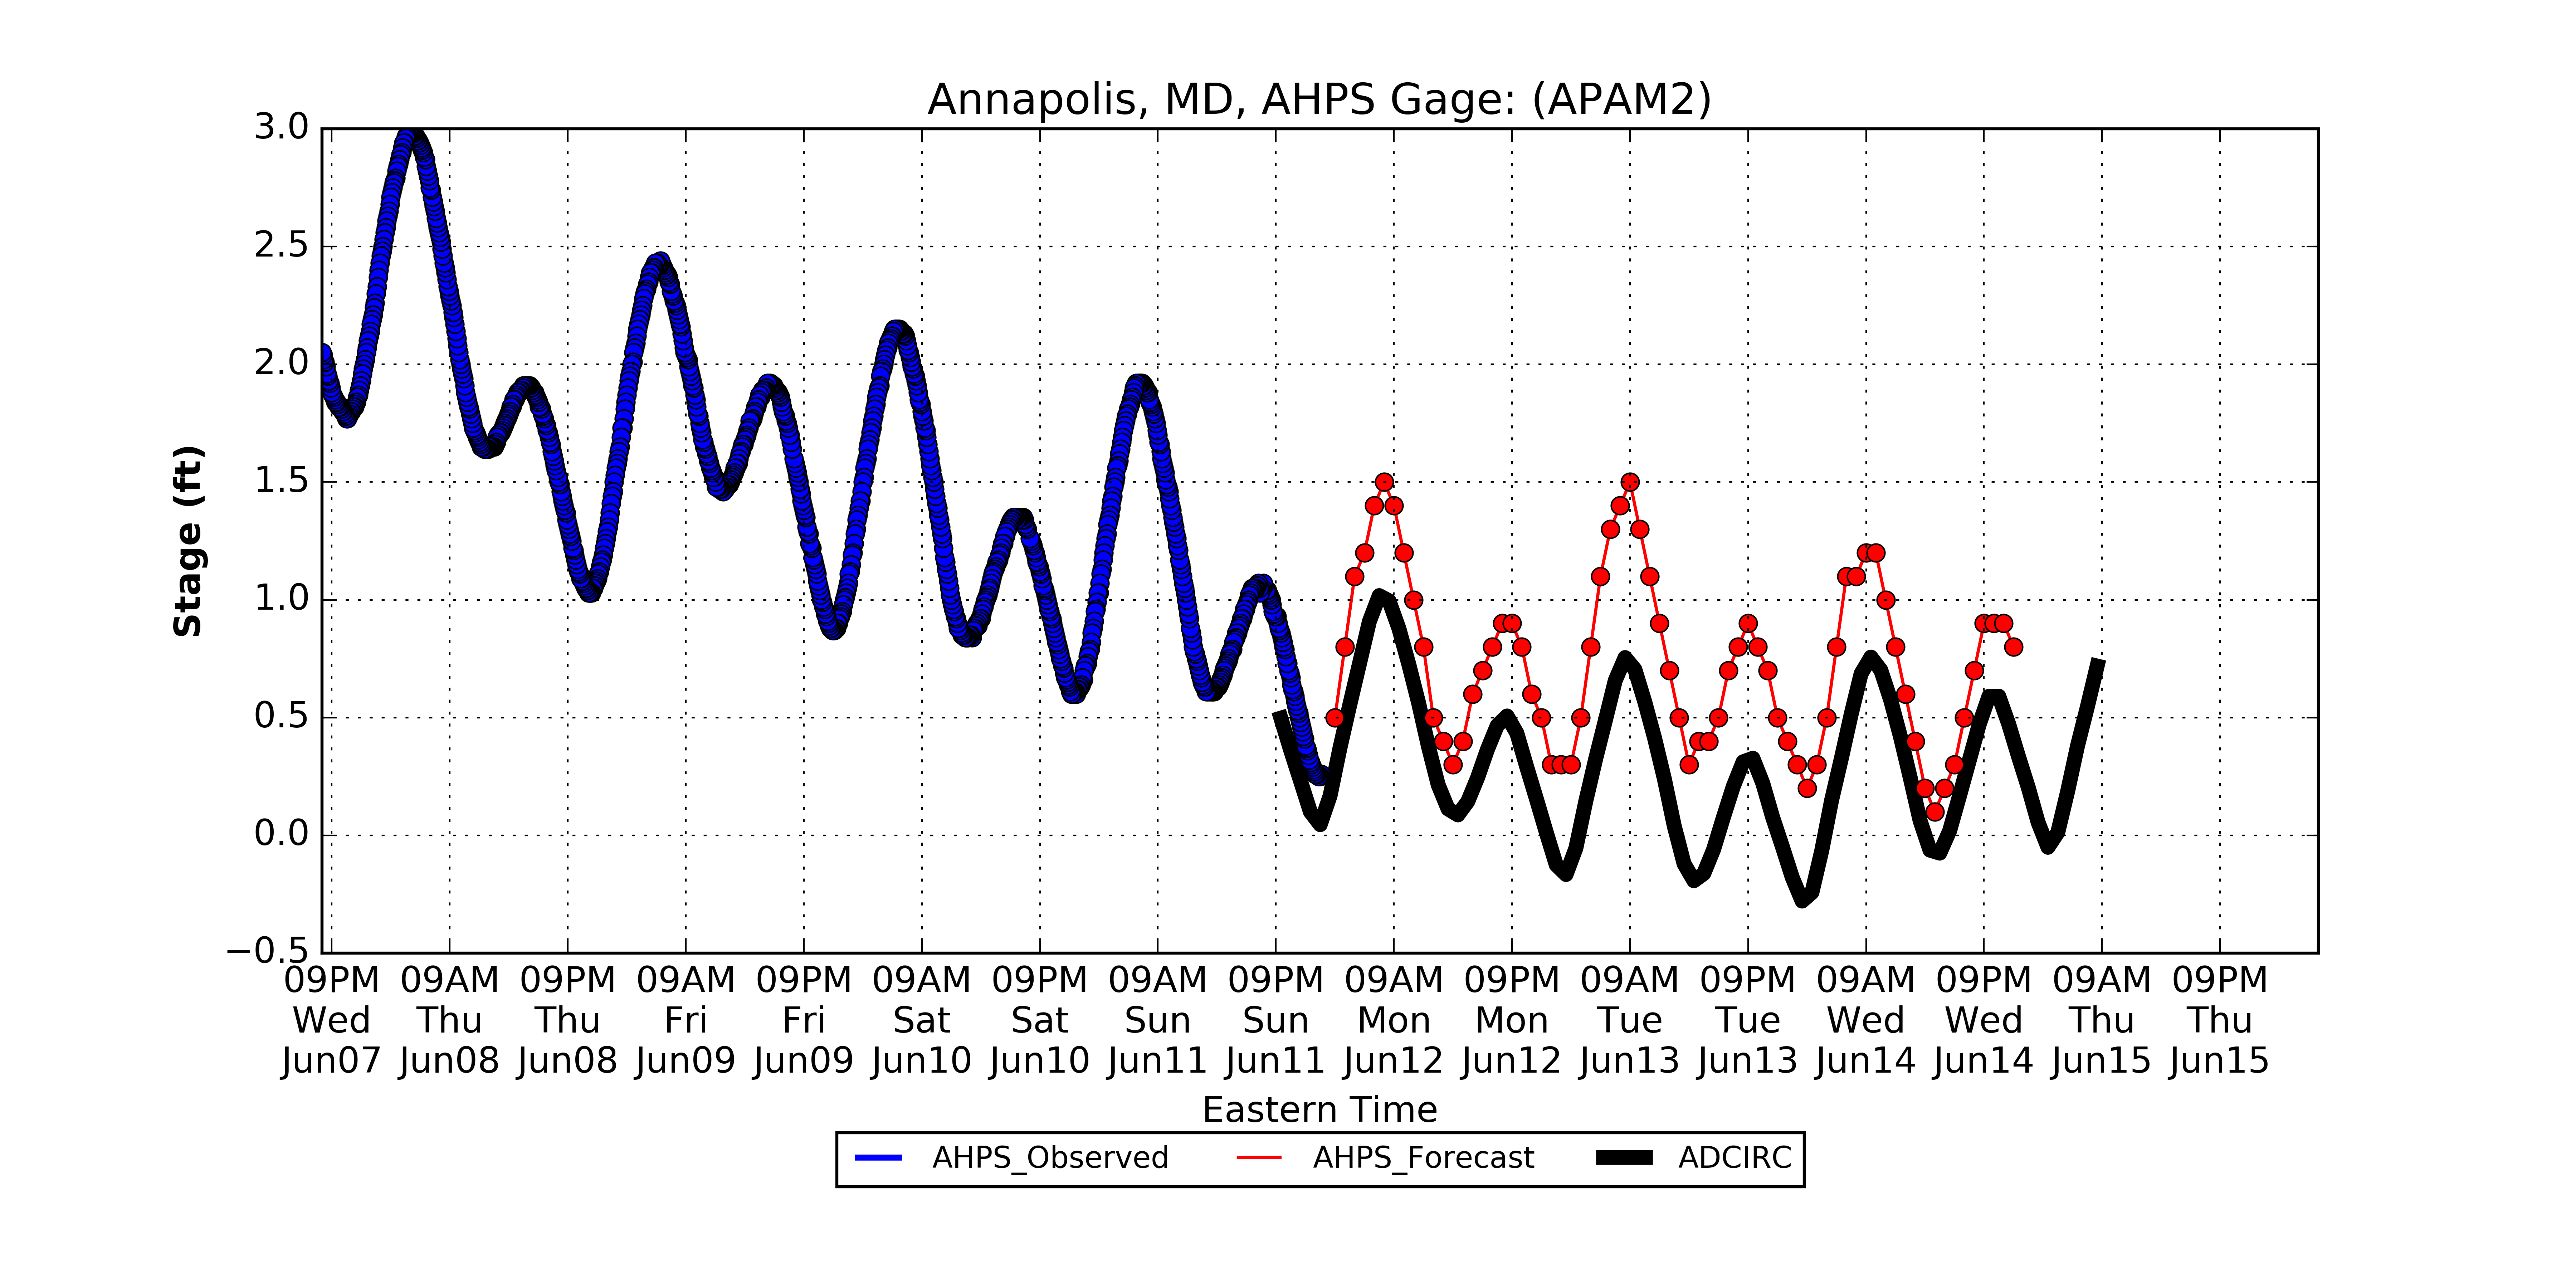 Annapolis, MD, AHPS Gage: (APAM2)
3.0
2.5
2.0
1.5
1.0
0.5
0.0
−0.5
Stage (ft)
09PM 09AM 09PM 09AM 09PM 09AM 09PM 09AM 09PM 09AM 09PM 09AM 09PM 09AM 09PM 09AM 09PM
Wed Thu Thu Fri Fri Sat Sat Sun Sun Mon Mon Tue Tue Wed Wed Thu Thu
Jun07 Jun08 Jun08 Jun09 Jun09 Jun10 Jun10 Jun11 Jun11 Jun12 Jun12 Jun13 Jun13 Jun14 Jun14 Jun15 Jun15
Eastern Time
AHPS_Observed AHPS_Forecast ADCIRC